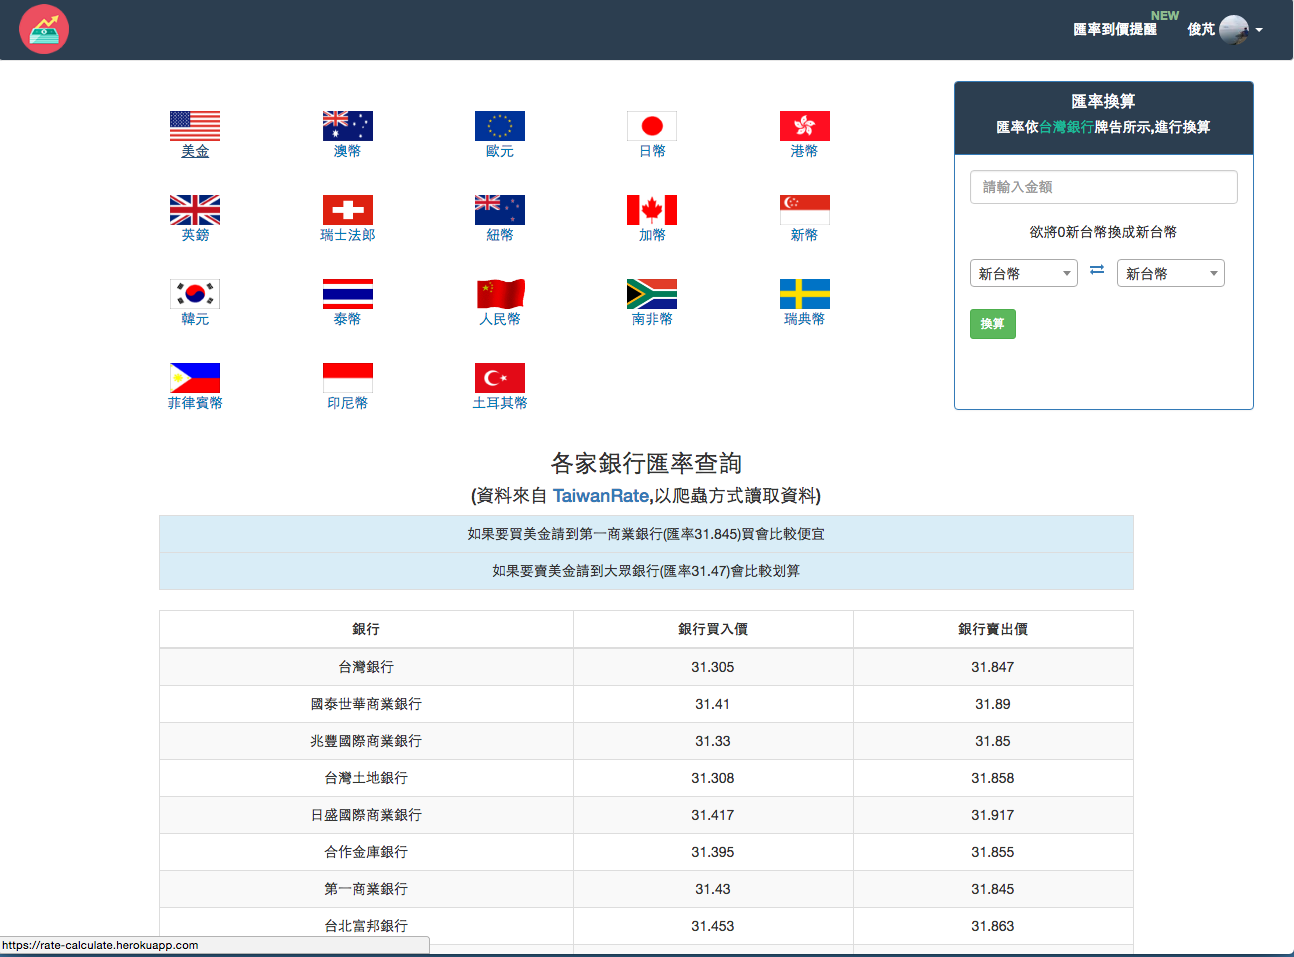 NEW
匯率到價提醒 俊芃
美金 澳幣 歐元 日幣 港幣
英鎊 瑞士法郎 紐幣 加幣 新幣
韓元 泰幣 人民幣 南非幣 瑞典幣
菲律賓幣 印尼幣 土耳其幣
匯率換算
匯率依台灣銀行牌告所示,進行換算
請輸入金額
欲將0新台幣換成新台幣
新台幣 新台幣
換算
各家銀行匯率查詢
(資料來自 TaiwanRate,以爬蟲方式讀取資料)
如果要買美金請到第一商業銀行(匯率31.845)買會比較便宜
如果要賣美金請到大眾銀行(匯率31.47)會比較划算
銀行 銀行買入價 銀行賣出價
台灣銀行 31.305 31.847
國泰世華商業銀行 31.41 31.89
兆豐國際商業銀行 31.33 31.85
台灣土地銀行 31.308 31.858
日盛國際商業銀行 31.417 31.917
合作金庫銀行 31.395 31.855
第一商業銀行 31.43 31.845
台北富邦銀行 31.453 31.863
https://rate-calculate.herokuapp.com